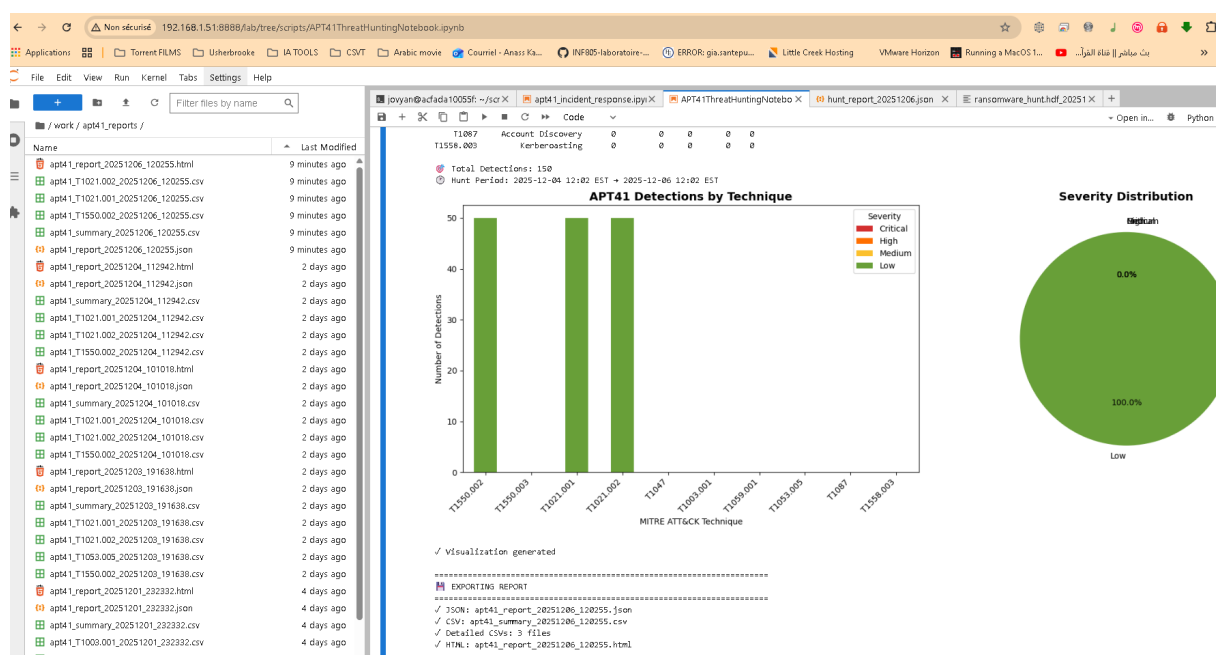 Non sécurisé 192.168.1.51:8888/lab/tree/scripts/APT41ThreatHuntingNotebook.ipynb
Applications Torrent FILMS Usherbrooke IA TOOLS CSVT Arabic movie Courriel - Anass Ka... INF805-laboratoire-... ERROR: gia.santepu... Little Creek Hosting VMware Horizon Running a MacOS 1... بث مباشر || قناة القرآ... »
File Edit View Run Kernel Tabs Settings Help
jovyan@acfada10055f: ~/scr X apt41_incident_response.ipyn X APT41ThreatHuntingNotebo X hunt_report_20251206.json X ransomware_hunt.hdf_20251 X +
+ Filter files by name
Code Open in... Python
/ work / apt41_reports /
Name Last Modified
apt41_report_20251206_120255.html 9 minutes ago
apt41_T1021.002_20251206_120255.csv 9 minutes ago
apt41_T1021.001_20251206_120255.csv 9 minutes ago
apt41_T1550.002_20251206_120255.csv 9 minutes ago
apt41_summary_20251206_120255.csv 9 minutes ago
apt41_report_20251206_120255.json 9 minutes ago
apt41_report_20251204_112942.html 2 days ago
apt41_report_20251204_112942.json 2 days ago
apt41_summary_20251204_112942.csv 2 days ago
apt41_T1021.001_20251204_112942.csv 2 days ago
apt41_T1021.002_20251204_112942.csv 2 days ago
apt41_T1550.002_20251204_112942.csv 2 days ago
apt41_report_20251204_101018.html 2 days ago
apt41_report_20251204_101018.json 2 days ago
apt41_summary_20251204_101018.csv 2 days ago
apt41_T1021.001_20251204_101018.csv 2 days ago
apt41_T1021.002_20251204_101018.csv 2 days ago
apt41_T1550.002_20251204_101018.csv 2 days ago
apt41_report_20251203_191638.html 2 days ago
apt41_report_20251203_191638.json 2 days ago
apt41_summary_20251203_191638.csv 2 days ago
apt41_T1021.001_20251203_191638.csv 2 days ago
apt41_T1021.002_20251203_191638.csv 2 days ago
apt41_T1053.005_20251203_191638.csv 2 days ago
apt41_T1550.002_20251203_191638.csv 2 days ago
apt41_report_20251201_232332.html 4 days ago
apt41_report_20251201_232332.json 4 days ago
apt41_summary_20251201_232332.csv 4 days ago
apt41_T1003.001_20251201_232332.csv 4 days ago
T1087 Account Discovery 0 0 0 0 0
T1558.003 Kerberoasting 0 0 0 0 0
Total Detections: 150
Hunt Period: 2025-12-04 12:02 EST → 2025-12-06 12:02 EST
APT41 Detections by Technique
Severity
Critical
High
Medium
Low
50
40
30
20
10
0
Number of Detections
T1550.002 T1550.003 T1021.001 T1021.002 T1047 T1003.001 T1059.001 T1053.005 T1087 T1558.003
MITRE ATT&CK Technique
Severity Distribution
0.0%
100.0%
Low
✓ Visualization generated
======================================================================
EXPORTING REPORT
======================================================================
✓ JSON: apt41_report_20251206_120255.json
✓ CSV: apt41_summary_20251206_120255.csv
✓ Detailed CSVs: 3 files
✓ HTML: apt41_report_20251206_120255.html